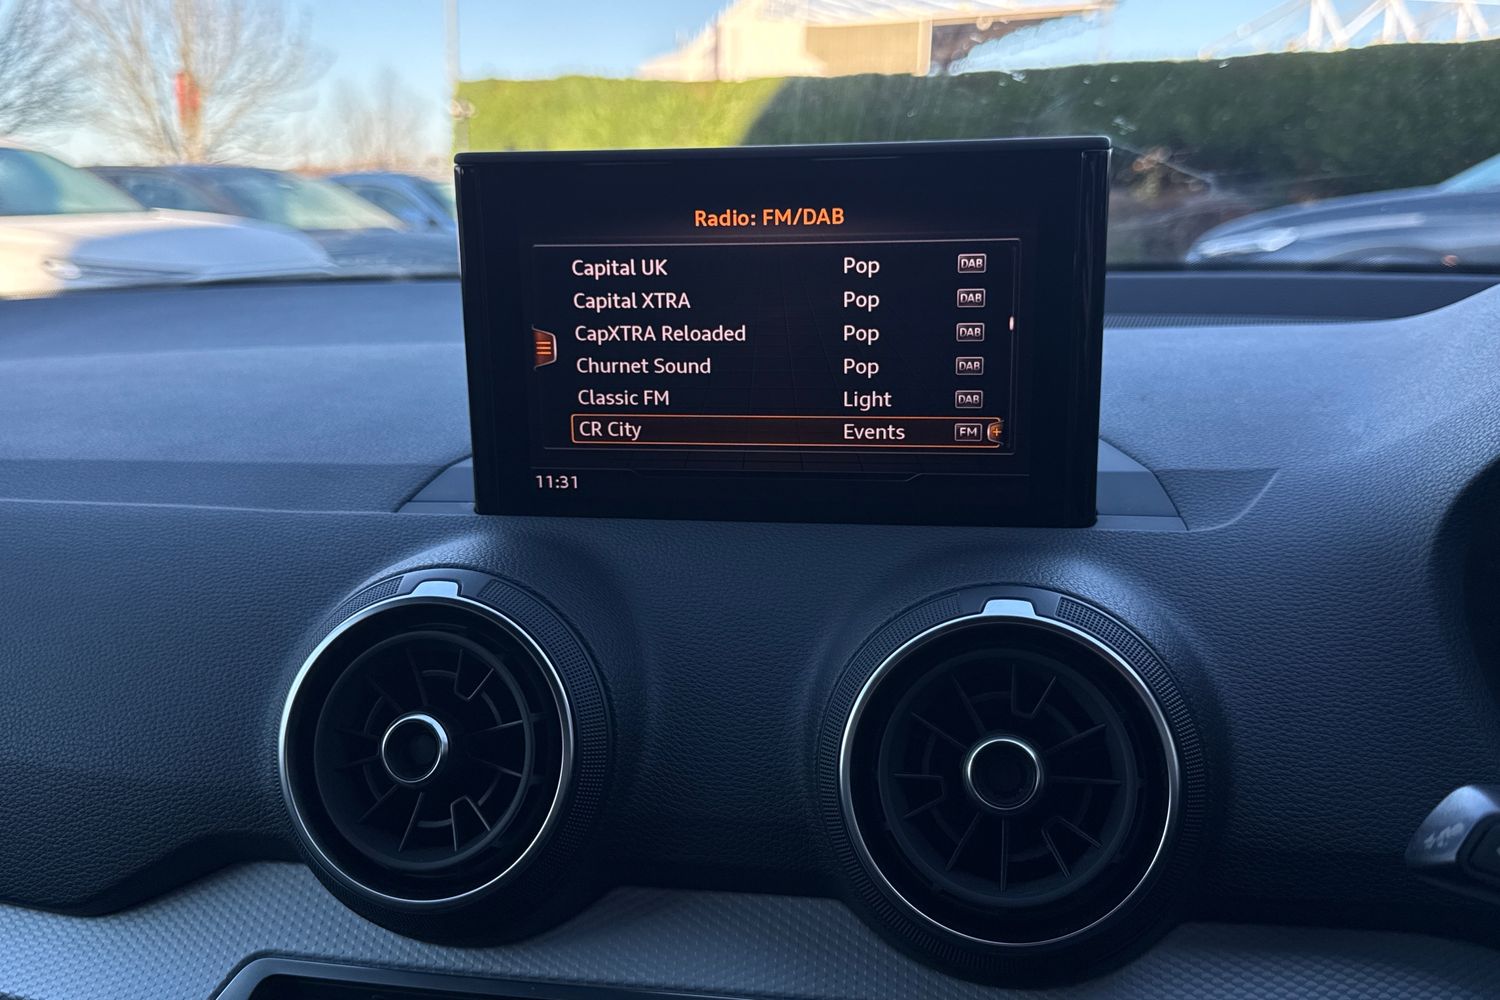 Radio: FM/DAB
Capital UK Pop DAB
Capital XTRA Pop DAB
CapXTRA Reloaded Pop DAB
Churnet Sound Pop DAB
Classic FM Light DAB
CR City Events FM
11:31